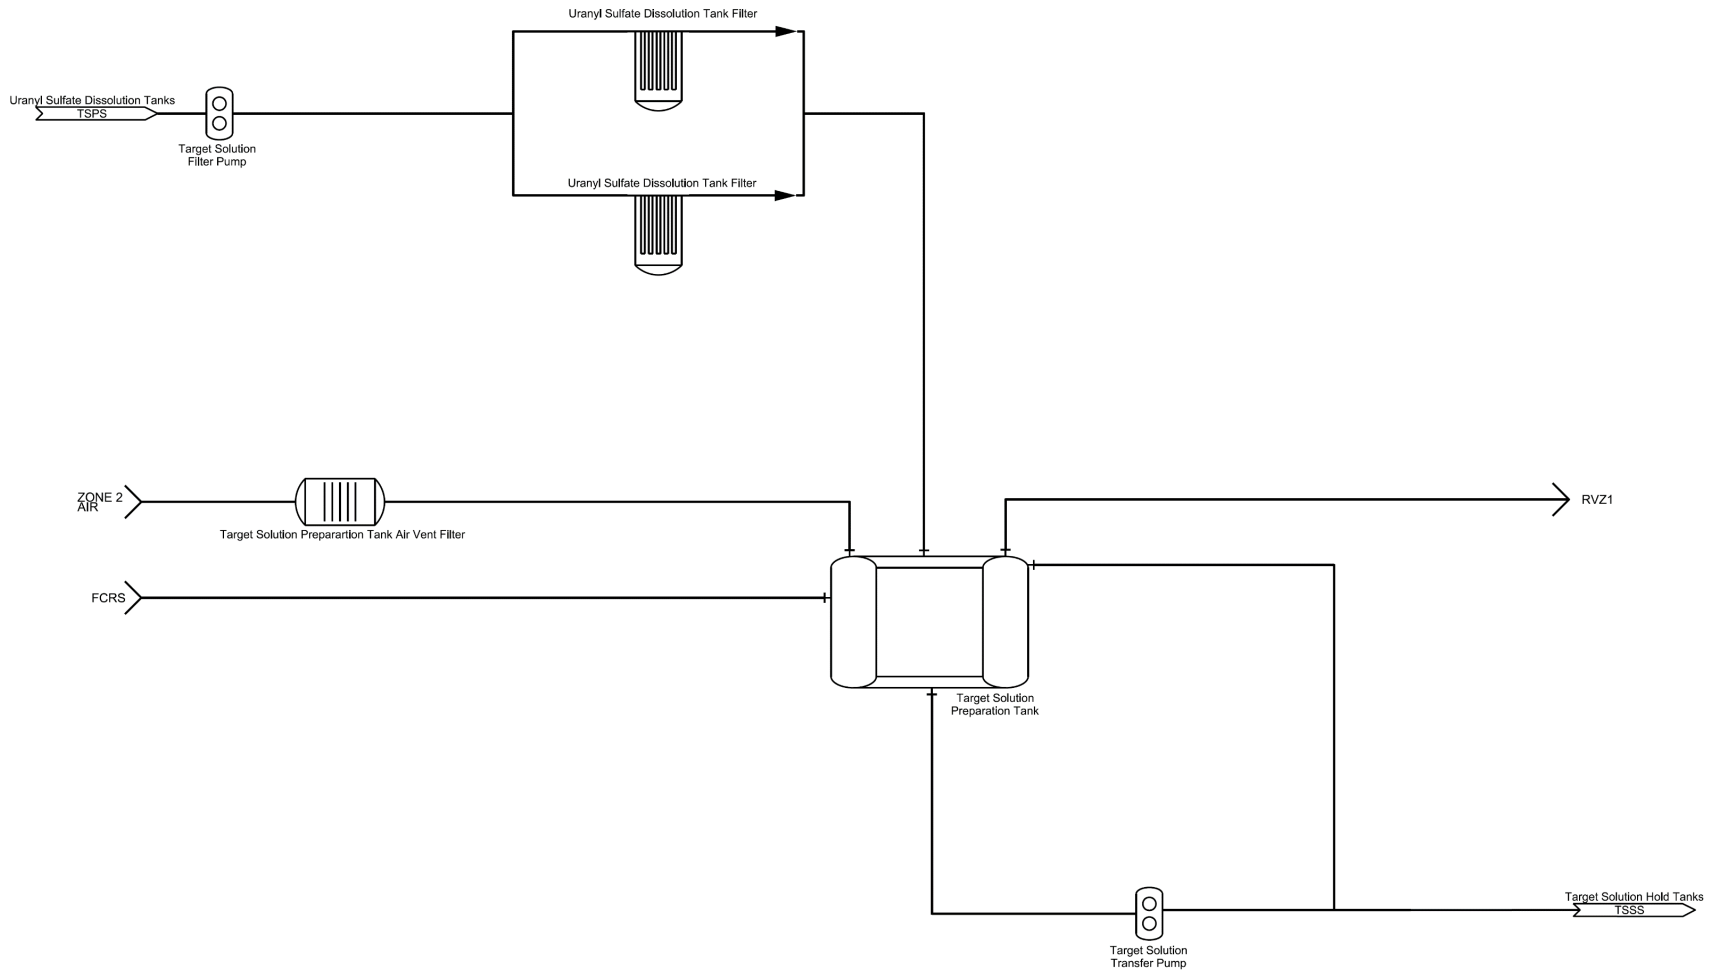 Uranyl Sulfate Dissolution Tank Filter
Uranyl Sulfate Dissolution Tanks
TSPS
Target Solution
Filter Pump
Uranyl Sulfate Dissolution Tank Filter
ZONE 2
AIR
Target Solution Preparartion Tank Air Vent Filter
RVZ1
FCRS
Target Solution
Preparation Tank
Target Solution Hold Tanks
TSSS
Target Solution
Transfer Pump